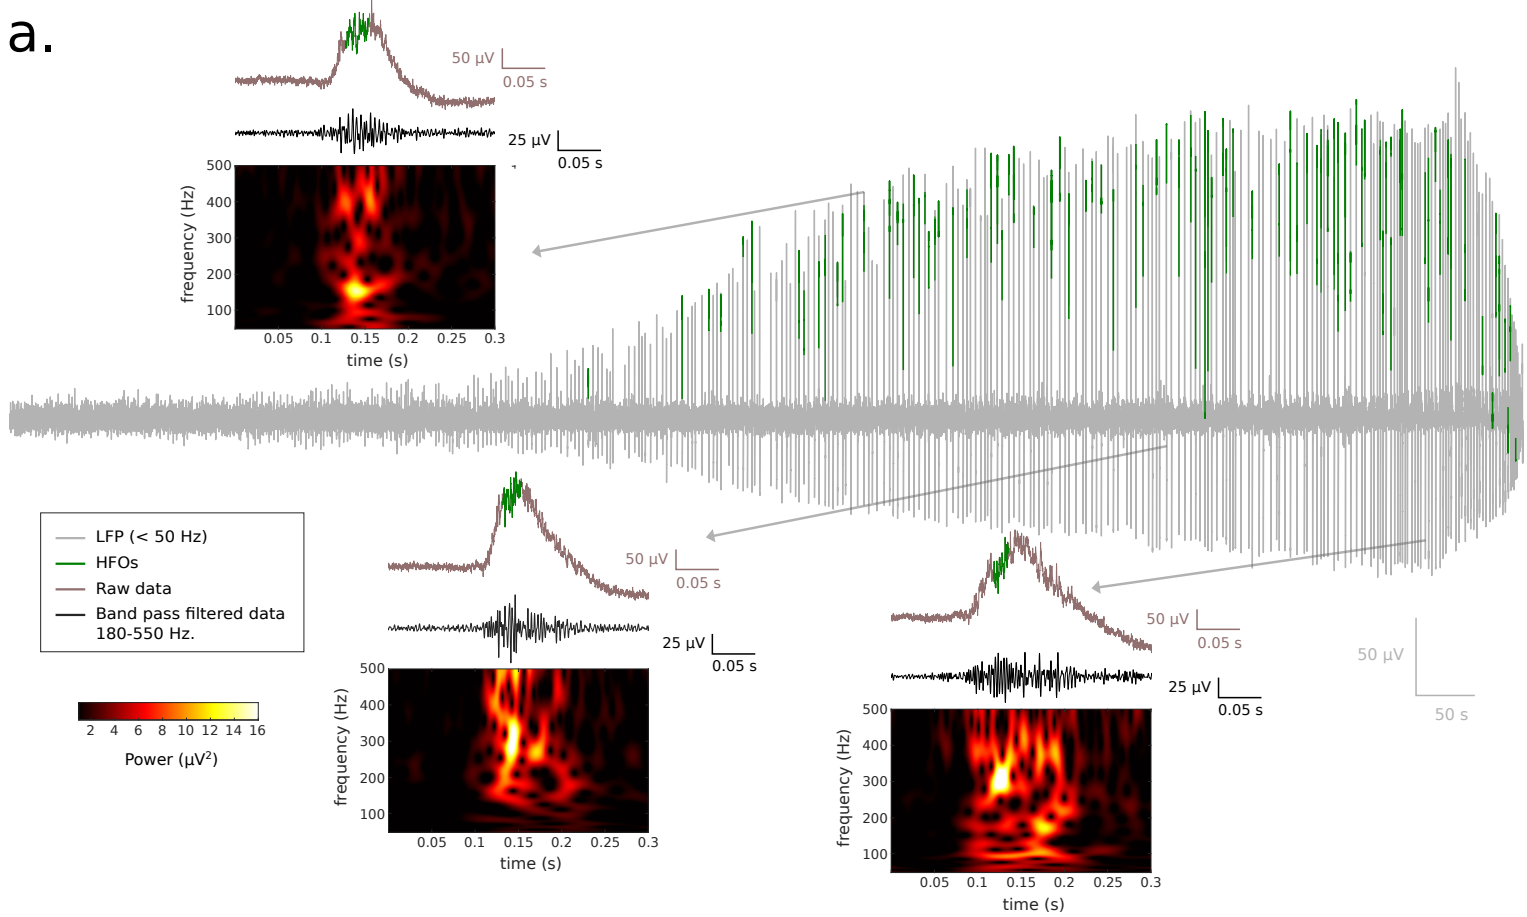 a.
50 µV
0.05 s
25 µV
0.05 s
500
400
300
200
100
frequency (Hz)
0.05 0.1 0.15 0.2 0.25 0.3
time (s)
LFP (< 50 Hz)
HFOs
Raw data
Band pass filtered data
180-550 Hz.
2 4 6 8 10 12 14 16
Power (µV²)
50 µV
0.05 s
25 µV
0.05 s
500
400
300
200
100
frequency (Hz)
0.05 0.1 0.15 0.2 0.25 0.3
time (s)
50 µV
0.05 s
25 µV
0.05 s
500
400
300
200
100
frequency (Hz)
0.05 0.1 0.15 0.2 0.25 0.3
time (s)
50 µV
50 s